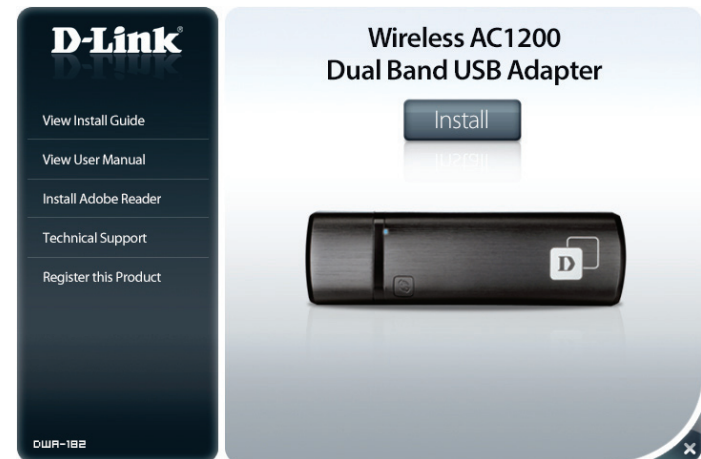 D-Link
View Install Guide
View User Manual
Install Adobe Reader
Technical Support
Register this Product
DWA-182
Wireless AC1200
Dual Band USB Adapter
Install
D